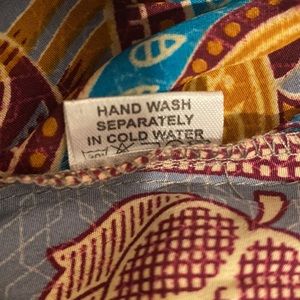 HAND WASH
SEPARATELY
IN COLD WATER